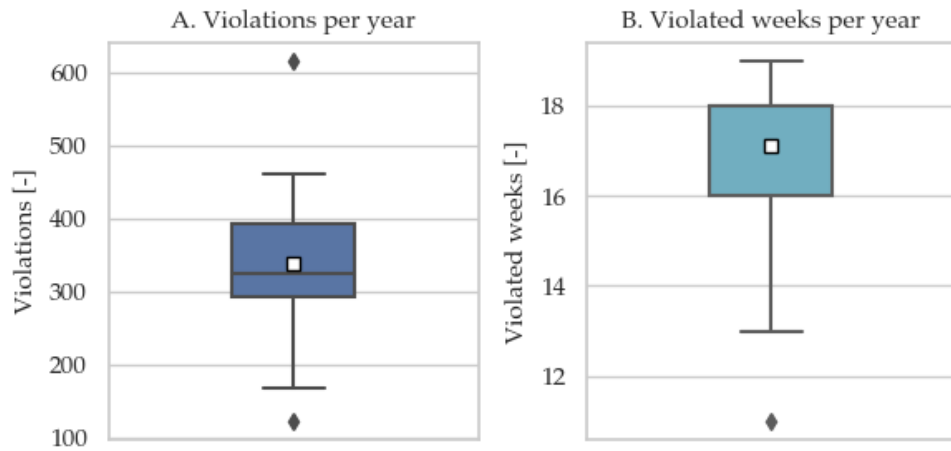 A. Violations per year
Violations [-]
600
500
400
300
200
100
B. Violated weeks per year
Violated weeks [-]
18
16
14
12